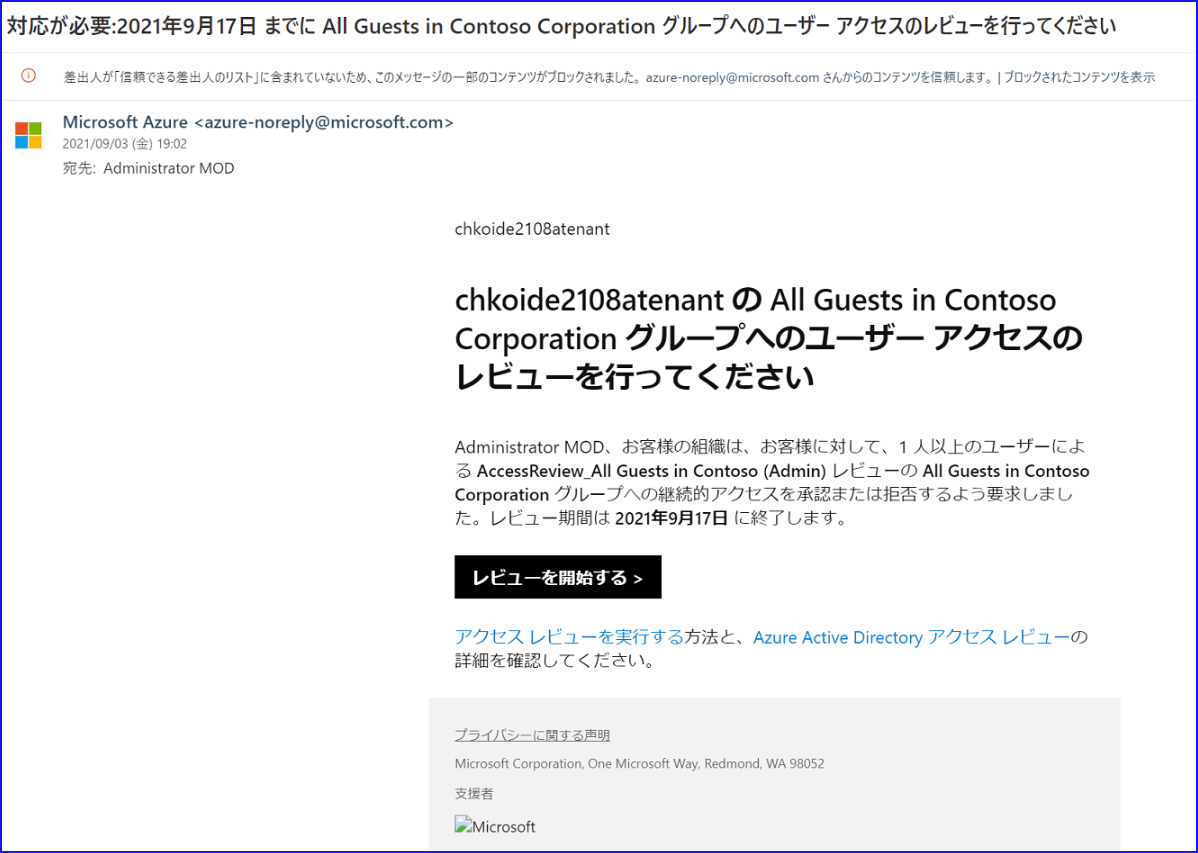 対応が必要:2021年9月17日 までに All Guests in Contoso Corporation グループへのユーザー アクセスのレビューを行ってください
差出人が「信頼できる差出人のリスト」に含まれていないため、このメッセージの一部のコンテンツがブロックされました。 azure-noreply@microsoft.com さんからのコンテンツを信頼します。 | ブロックされたコンテンツを表示
Microsoft Azure <azure-noreply@microsoft.com>
2021/09/03 (金) 19:02
宛先: Administrator MOD
chkoide2108atenant
chkoide2108atenant の All Guests in Contoso
Corporation グループへのユーザー アクセスの
レビューを行ってください
Administrator MOD、お客様の組織は、お客様に対して、1 人以上のユーザーによ
る AccessReview_All Guests in Contoso (Admin) レビューの All Guests in Contoso
Corporation グループへの継続的アクセスを承認または拒否するよう要求しまし
た。レビュー期間は 2021年9月17日 に終了します。
レビューを開始する >
アクセス レビューを実行する方法と、Azure Active Directory アクセス レビューの
詳細を確認してください。
プライバシーに関する声明
Microsoft Corporation, One Microsoft Way, Redmond, WA 98052
支援者
Microsoft